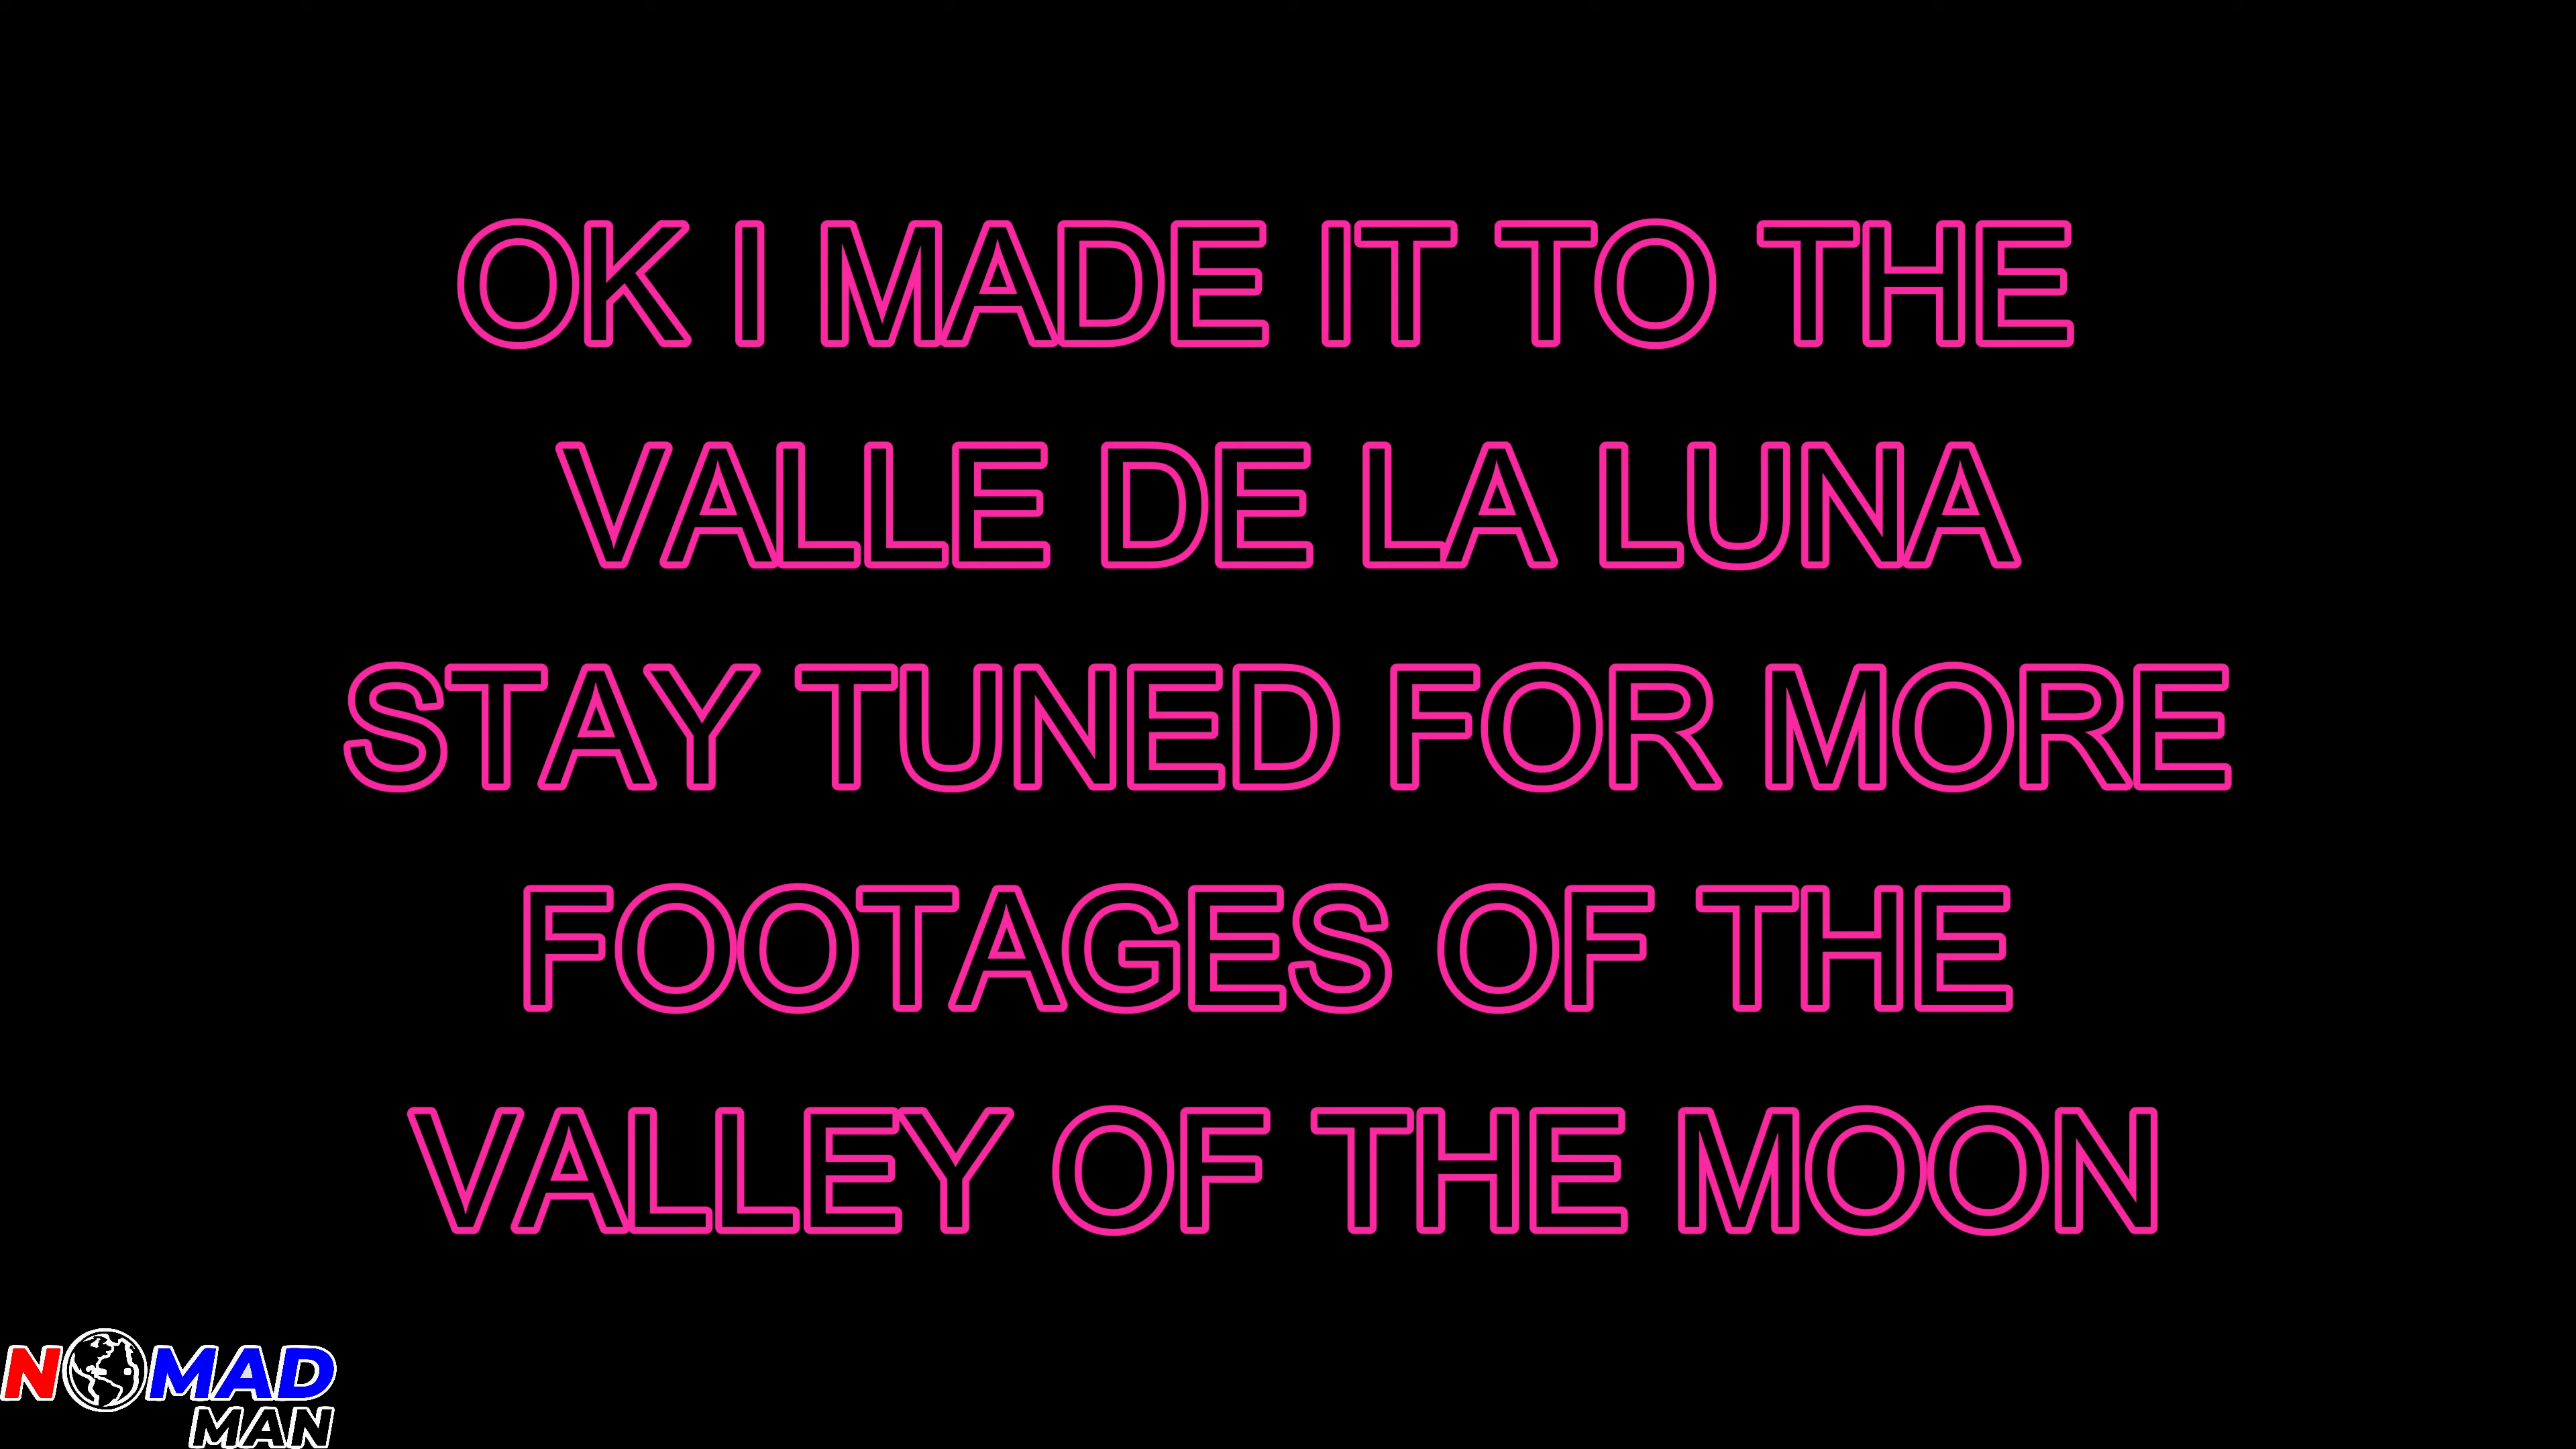 OK I MADE IT TO THE
VALLE DE LA LUNA
STAY TUNED FOR MORE
FOOTAGES OF THE
VALLEY OF THE MOON
NOMAD
MAN